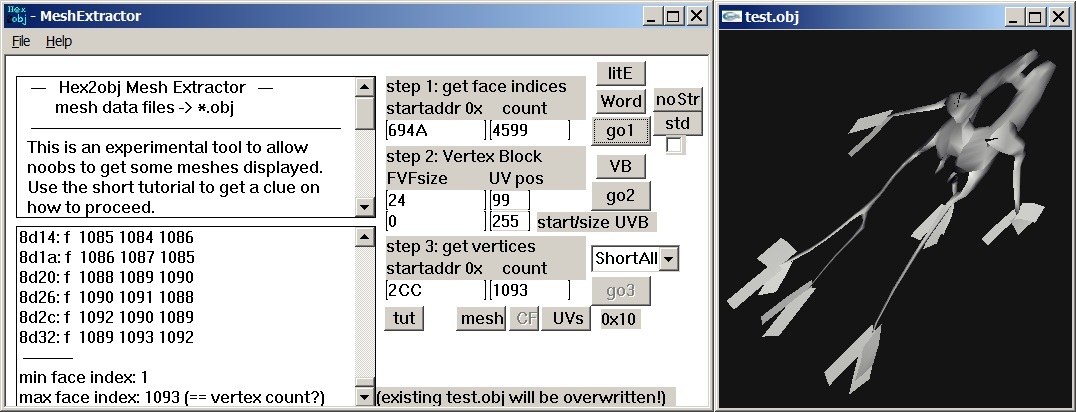 Hex obj - MeshExtractor
File Help
— Hex2obj Mesh Extractor —
mesh data files -> *.obj
This is an experimental tool to allow
noobs to get some meshes displayed.
Use the short tutorial to get a clue on
how to proceed.
8d14: f 1085 1084 1086
8d1a: f 1086 1087 1085
8d20: f 1088 1089 1090
8d26: f 1090 1091 1088
8d2c: f 1092 1090 1089
8d32: f 1089 1093 1092
min face index: 1
max face index: 1093 (== vertex count?)
step 1: get face indices
startaddr 0x count
694A 4599
step 2: Vertex Block
FVFsize UV pos
24 99
0 255 start/size UVB
step 3: get vertices
startaddr 0x count
2CC 1093
litE
Word noStr
go1 std
VB
go2
ShortAll
go3
tut mesh CF UVs 0x10
(existing test.obj will be overwritten!)
test.obj